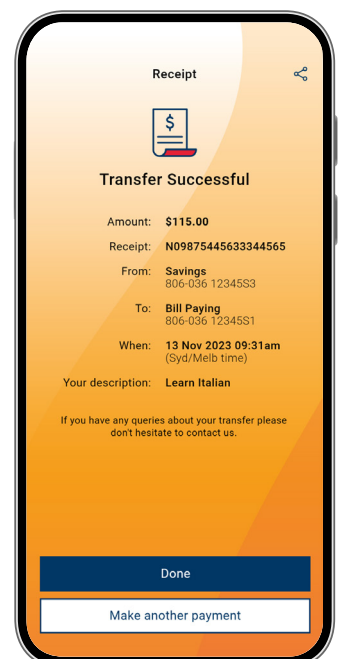 Receipt
$
Transfer Successful
Amount: $115.00
Receipt: N09875445633344565
From: Savings
806-036 12345S3
To: Bill Paying
806-036 12345S1
When: 13 Nov 2023 09:31am
(Syd/Melb time)
Your description: Learn Italian
If you have any queries about your transfer please
don't hesitate to contact us.
Done
Make another payment